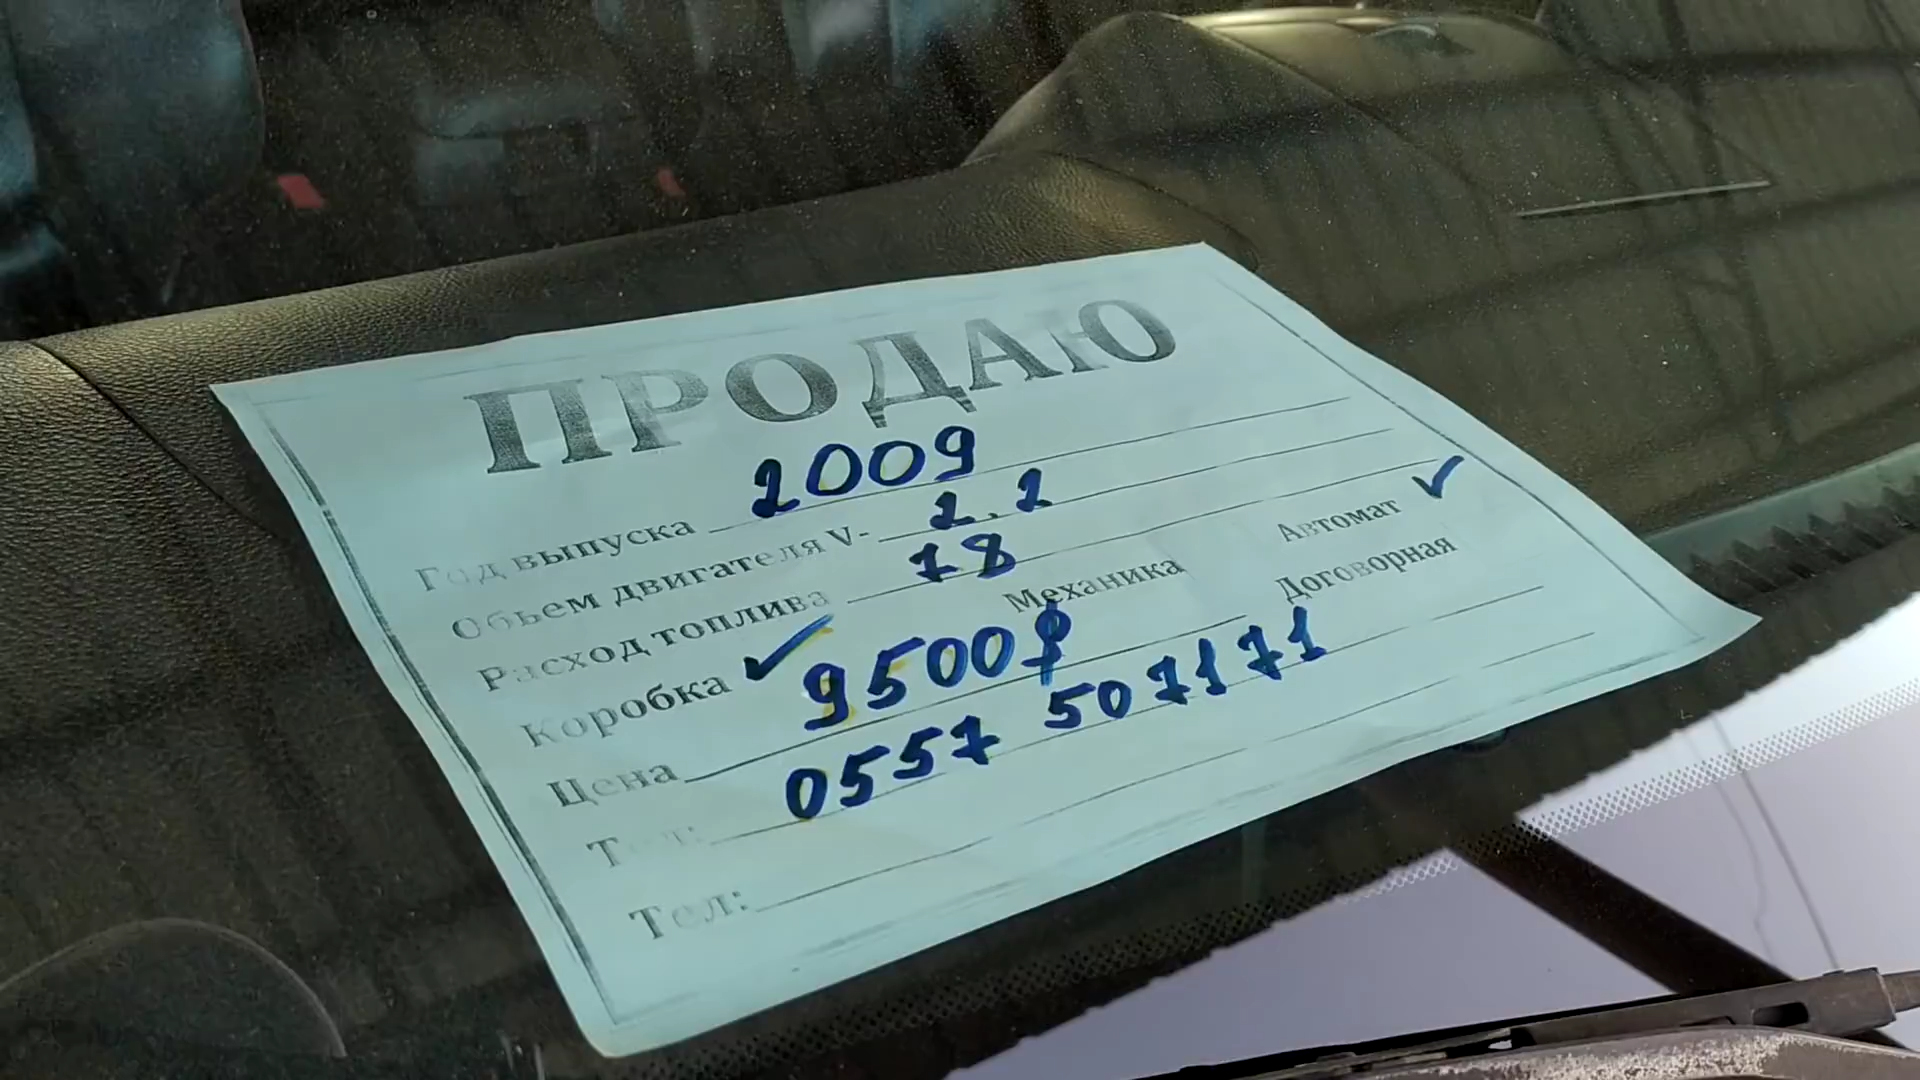 ПРОДАЮ
Год выпуска 2009
Обьем двигателя V- 2.2
Расход топлива 78
Коробка ✓ Механика Автомат ✓
Цена 9500$ Договорная
Тел: 0557 507171
Тел: